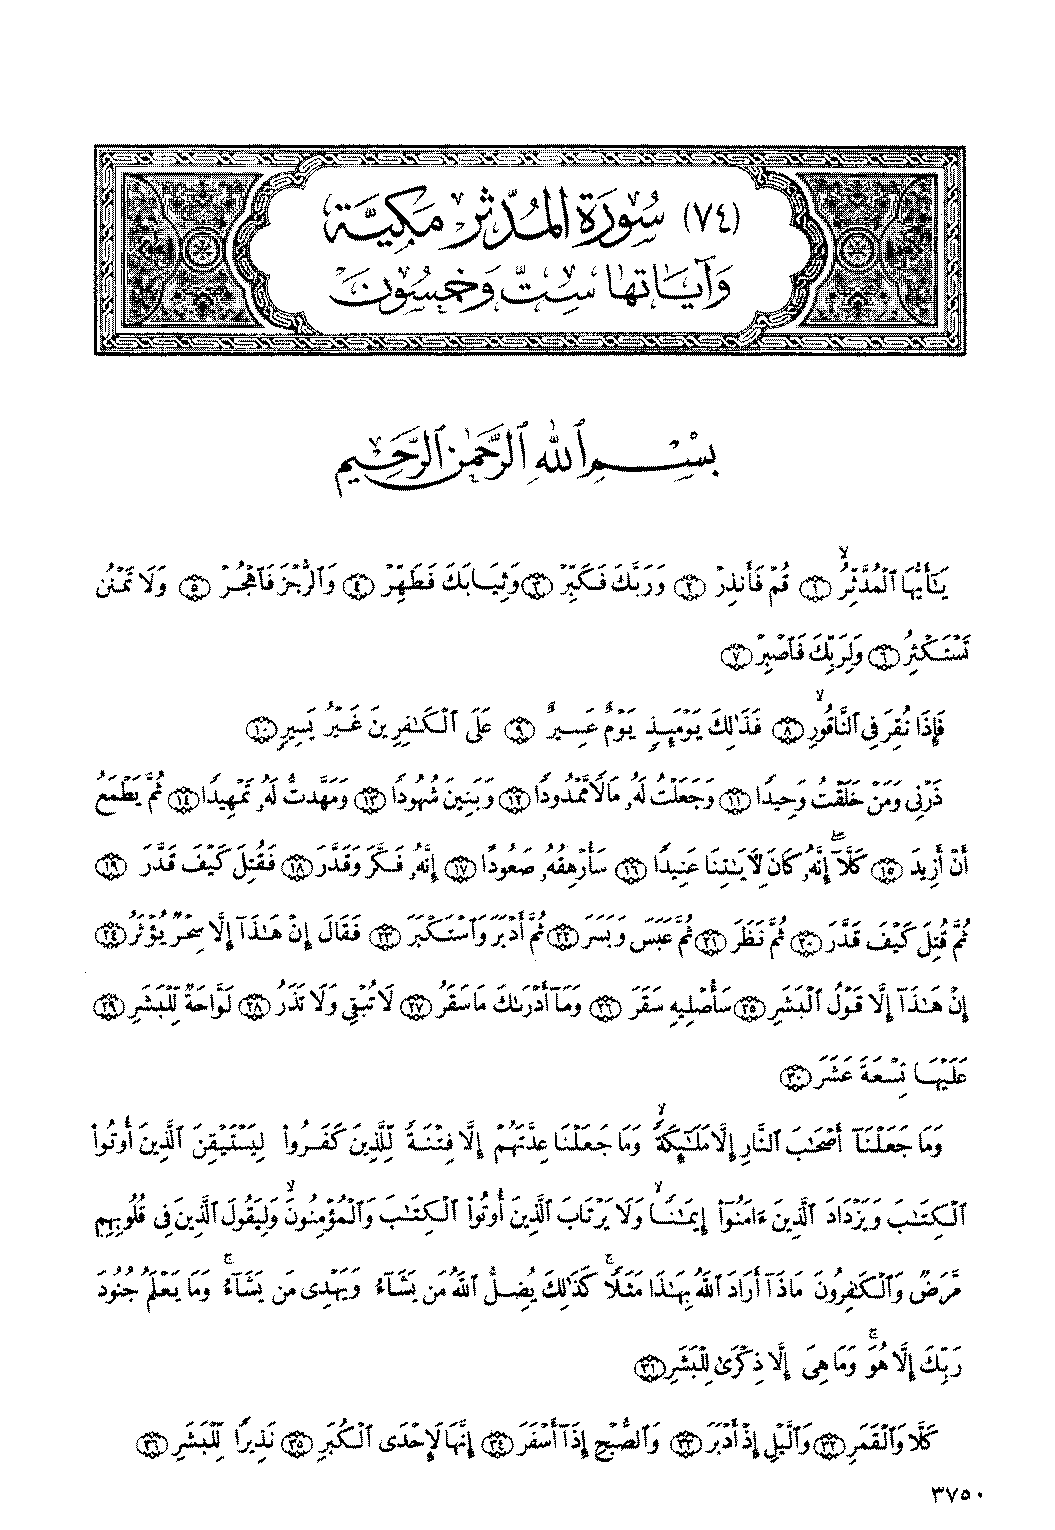 (٧٤) سُورَةِ المُدَّثِّر مَكِيَّة
وَآيَاتهَا سِتّ وَخمسُون
بِسْمِ ٱللَّهِ ٱلرَّحْمَٰنِ ٱلرَّحِيمِ
يَٰٓأَيُّهَا ٱلْمُدَّثِّرُ ۙ ﴿١﴾ قُمْ فَأَنذِرْ ﴿٢﴾ وَرَبَّكَ فَكَبِّرْ ﴿٣﴾ وَثِيَابَكَ فَطَهِّرْ ﴿٤﴾ وَٱلرُّجْزَ فَٱهْجُرْ ﴿٥﴾ وَلَا تَمْنُن
تَسْتَكْثِرُ ﴿٦﴾ وَلِرَبِّكَ فَٱصْبِرْ ﴿٧﴾
فَإِذَا نُقِرَ فِى ٱلنَّاقُورِ ۙ ﴿٨﴾ فَذَٰلِكَ يَوْمَئِذٍ يَوْمٌ عَسِيرٌ ﴿٩﴾ عَلَى ٱلْكَٰفِرِينَ غَيْرُ يَسِيرٍ ﴿١٠﴾
ذَرْنِى وَمَنْ خَلَقْتُ وَحِيدًا ﴿١١﴾ وَجَعَلْتُ لَهُۥ مَالًا مَّمْدُودًا ﴿١٢﴾ وَبَنِينَ شُهُودًا ﴿١٣﴾ وَمَهَّدتُّ لَهُۥ تَمْهِيدًا ﴿١٤﴾ ثُمَّ يَطْمَعُ
أَنْ أَزِيدَ ﴿١٥﴾ كَلَّآ ۖ إِنَّهُۥ كَانَ لِأَيَٰتِنَا عَنِيدًا ﴿١٦﴾ سَأُرْهِقُهُۥ صَعُودًا ﴿١٧﴾ إِنَّهُۥ فَكَّرَ وَقَدَّرَ ﴿١٨﴾ فَقُتِلَ كَيْفَ قَدَّرَ ﴿١٩﴾
ثُمَّ قُتِلَ كَيْفَ قَدَّرَ ﴿٢٠﴾ ثُمَّ نَظَرَ ﴿٢١﴾ ثُمَّ عَبَسَ وَبَسَرَ ﴿٢٢﴾ ثُمَّ أَدْبَرَ وَٱسْتَكْبَرَ ﴿٢٣﴾ فَقَالَ إِنْ هَٰذَآ إِلَّا سِحْرٌ يُؤْثَرُ ﴿٢٤﴾
إِنْ هَٰذَآ إِلَّا قَوْلُ ٱلْبَشَرِ ﴿٢٥﴾ سَأُصْلِيهِ سَقَرَ ﴿٢٦﴾ وَمَآ أَدْرَىٰكَ مَا سَقَرُ ﴿٢٧﴾ لَا تُبْقِى وَلَا تَذَرُ ﴿٢٨﴾ لَوَّاحَةٌ لِّلْبَشَرِ ﴿٢٩﴾
عَلَيْهَا تِسْعَةَ عَشَرَ ﴿٣٠﴾
وَمَا جَعَلْنَآ أَصْحَٰبَ ٱلنَّارِ إِلَّا مَلَٰٓئِكَةً ۙ وَمَا جَعَلْنَا عِدَّتَهُمْ إِلَّا فِتْنَةً لِّلَّذِينَ كَفَرُوا۟ لِيَسْتَيْقِنَ ٱلَّذِينَ أُوتُوا۟
ٱلْكِتَٰبَ وَيَزْدَادَ ٱلَّذِينَ ءَامَنُوٓا۟ إِيمَٰنًا ۙ وَلَا يَرْتَابَ ٱلَّذِينَ أُوتُوا۟ ٱلْكِتَٰبَ وَٱلْمُؤْمِنُونَ ۙ وَلِيَقُولَ ٱلَّذِينَ فِى قُلُوبِهِم
مَّرَضٌ وَٱلْكَٰفِرُونَ مَاذَآ أَرَادَ ٱللَّهُ بِهَٰذَا مَثَلًا ۚ كَذَٰلِكَ يُضِلُّ ٱللَّهُ مَن يَشَآءُ وَيَهْدِى مَن يَشَآءُ ۚ وَمَا يَعْلَمُ جُنُودَ
رَبِّكَ إِلَّا هُوَ ۚ وَمَا هِىَ إِلَّا ذِكْرَىٰ لِلْبَشَرِ ﴿٣١﴾
كَلَّا وَٱلْقَمَرِ ﴿٣٢﴾ وَٱلَّيْلِ إِذْ أَدْبَرَ ﴿٣٣﴾ وَٱلصُّبْحِ إِذَآ أَسْفَرَ ﴿٣٤﴾ إِنَّهَا لَإِحْدَى ٱلْكُبَرِ ﴿٣٥﴾ نَذِيرًا لِّلْبَشَرِ ﴿٣٦﴾
٣٧٥٠